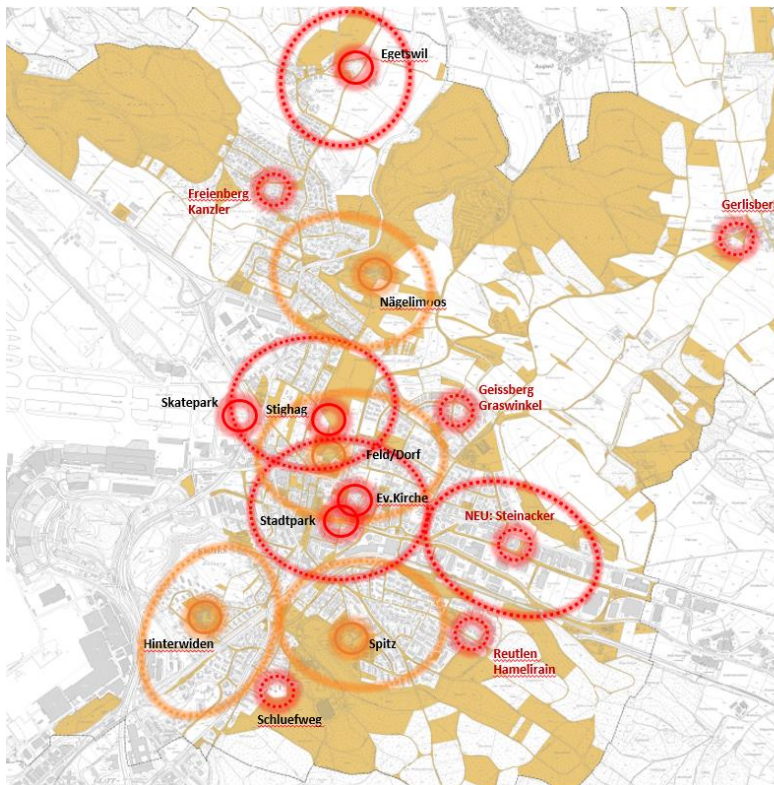 Egetswil
Freienberg
Kanzler
Gerlisber
Nägelimoos
Skatepark
Stighag
Geissberg
Graswinkel
Feld/Dorf
Ev.Kirche
Stadtpark
NEU: Steinacker
Hinterwiden
Spitz
Reutlen
Hamelirain
Schluefweg